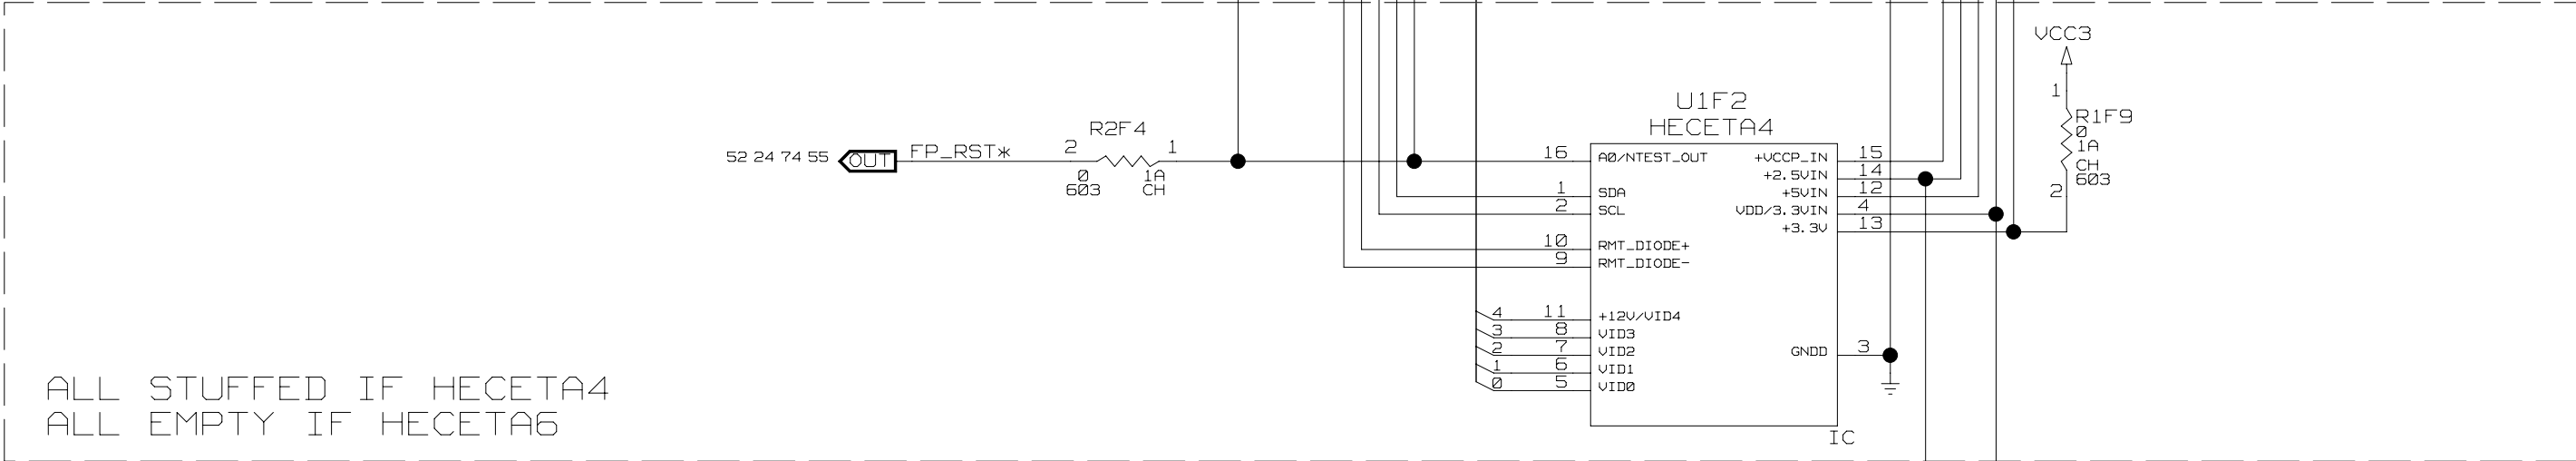 VCC3
1
R1F9
0
1A
CH
603
2
U1F2
HECETA4
52 24 74 55 OUT FP_RST*
R2F4
2 1
0 1A
603 CH
16 A0/NTEST_OUT +VCCP_IN 15
+2.5VIN 14
1 SDA +5VIN 12
2 SCL VDD/3.3VIN 4
+3.3V 13
10 RMT_DIODE+
9 RMT_DIODE-
4 11 +12V/VID4
3 8 VID3
2 7 VID2 GNDD 3
1 6 VID1
0 5 VID0
IC
ALL STUFFED IF HECETA4
ALL EMPTY IF HECETA6